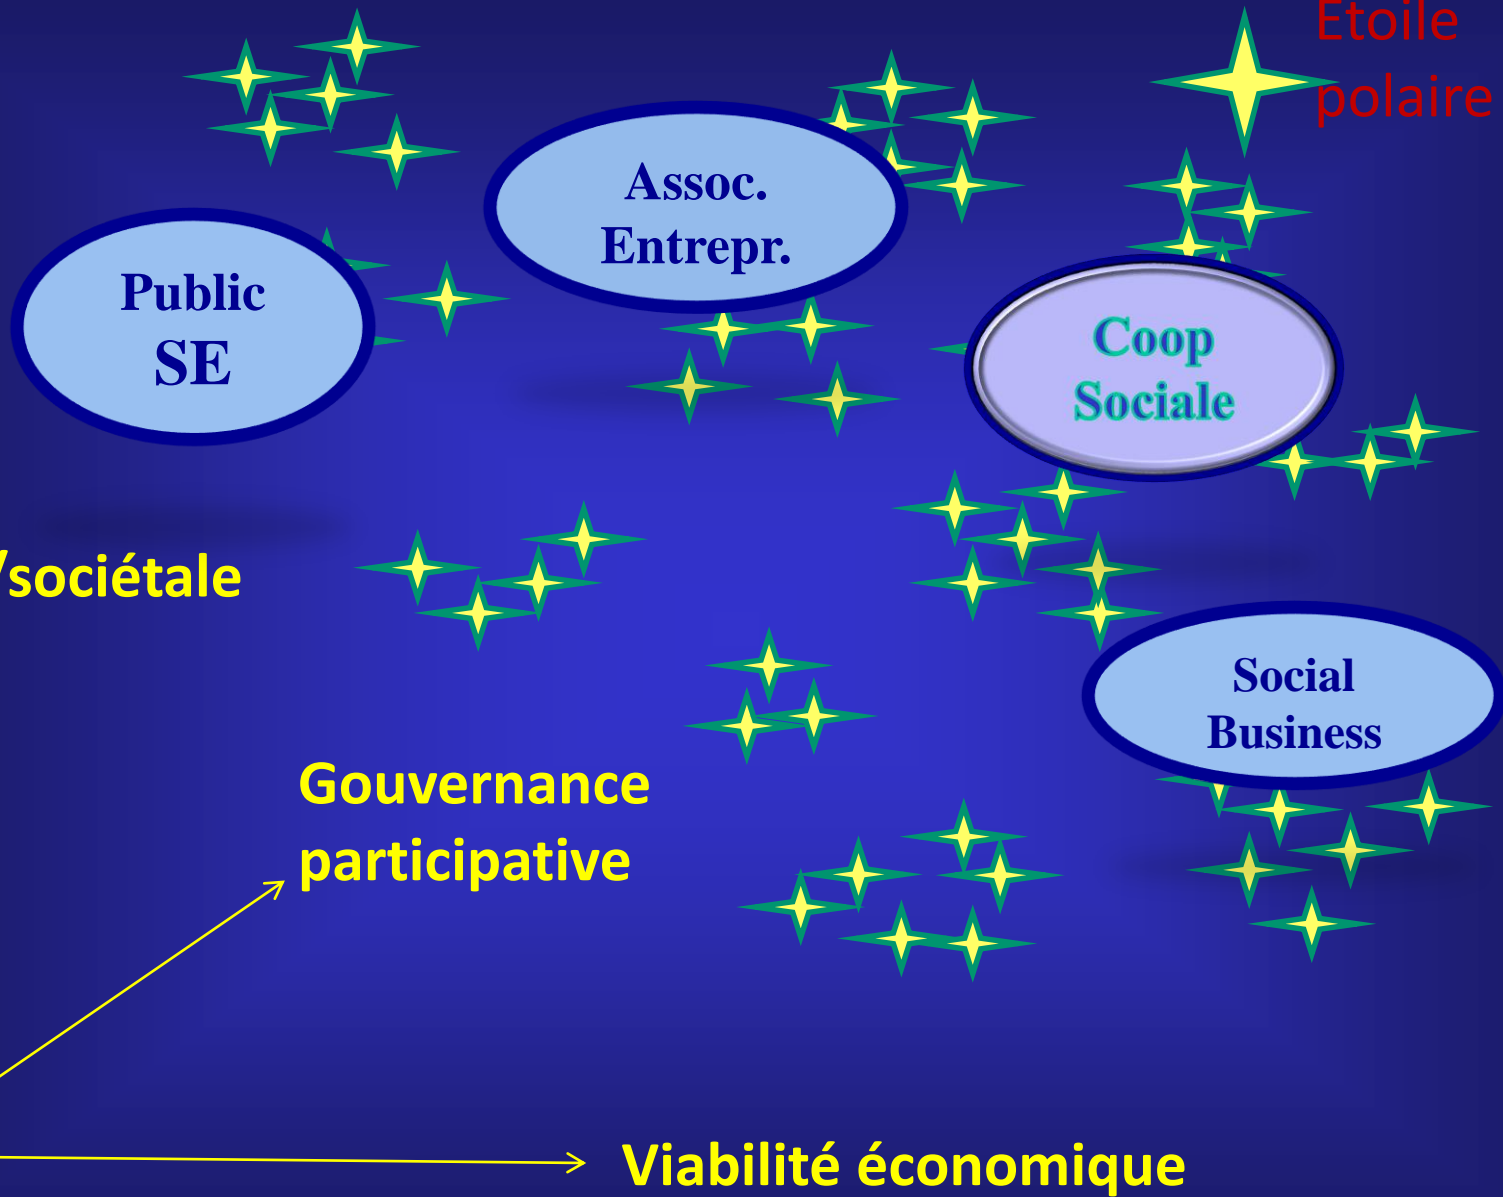 Etoile
polaire
Assoc.
Entrepr.
Public
SE
Coop
Sociale
/sociétale
Social
Business
Gouvernance
participative
Viabilité économique